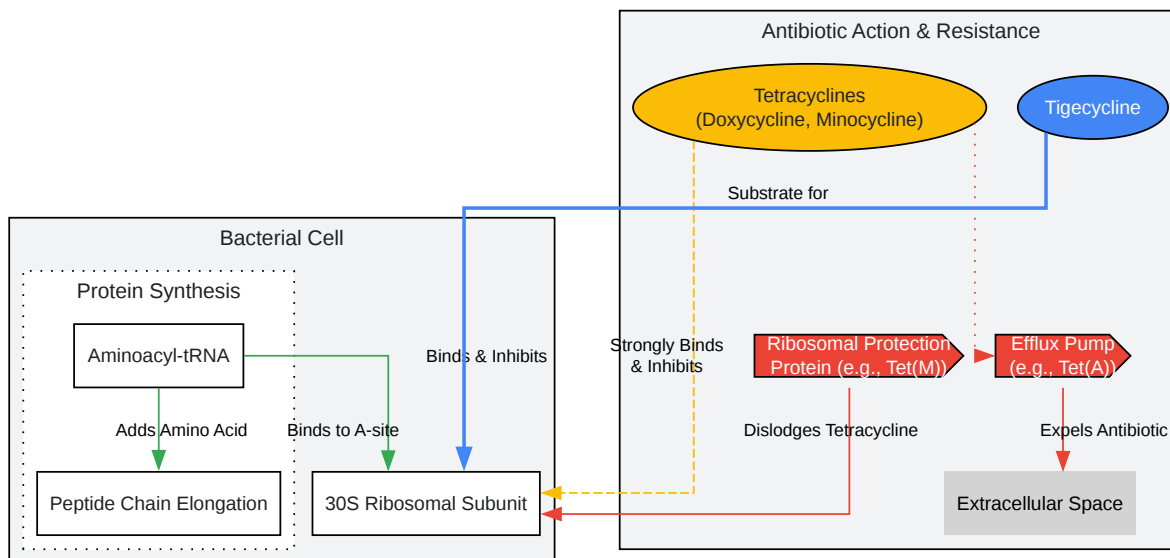 Antibiotic Action & Resistance
Tetracyclines
(Doxycycline, Minocycline)
Tigecycline
Substrate for
Bacterial Cell
Protein Synthesis
Aminoacyl-tRNA
Binds & Inhibits
Strongly Binds
& Inhibits
Ribosomal Protection
Protein (e.g., Tet(M))
Efflux Pump
(e.g., Tet(A))
Adds Amino Acid
Binds to A-site
Dislodges Tetracycline
Expels Antibiotic
Peptide Chain Elongation
30S Ribosomal Subunit
Extracellular Space